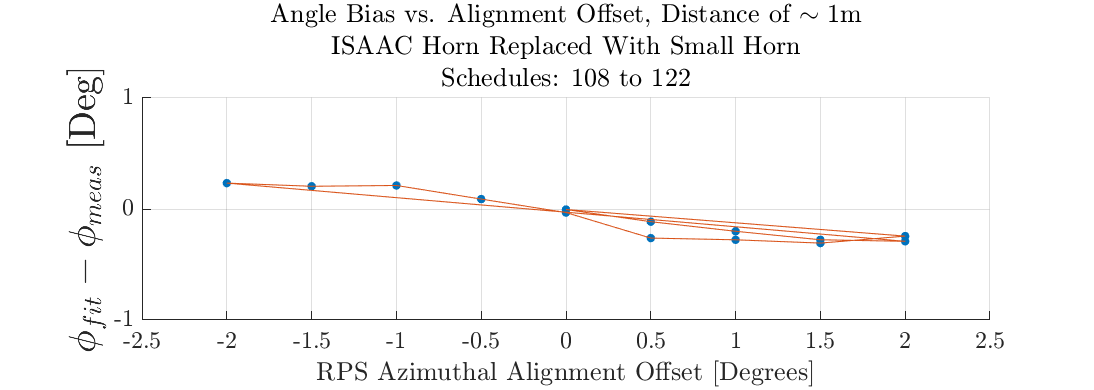 Angle Bias vs. Alignment Offset, Distance of ∼ 1m
ISAAC Horn Replaced With Small Horn
Schedules: 108 to 122
ϕ_fit − ϕ_meas [Deg]
1
0
-1
-2.5 -2 -1.5 -1 -0.5 0 0.5 1 1.5 2 2.5
RPS Azimuthal Alignment Offset [Degrees]